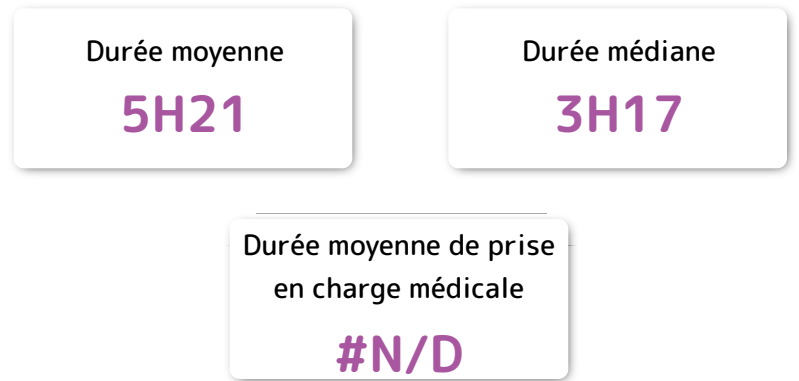 Durée moyenne
5H21
Durée médiane
3H17
Durée moyenne de prise
en charge médicale
#N/D